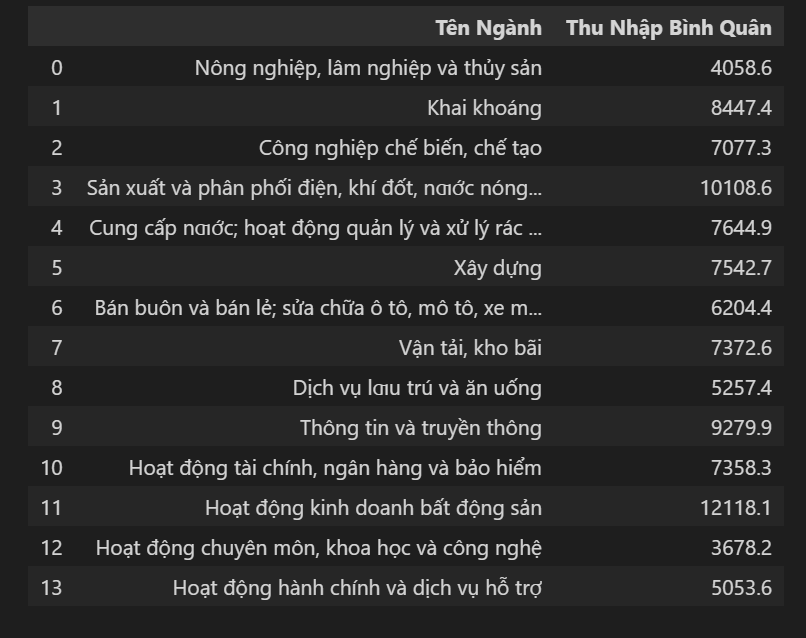 Tên Ngành Thu Nhập Bình Quân
0 Nông nghiệp, lâm nghiệp và thủy sản 4058.6
1 Khai khoáng 8447.4
2 Công nghiệp chế biến, chế tạo 7077.3
3 Sản xuất và phân phối điện, khí đốt, nƣớc nóng... 10108.6
4 Cung cấp nƣớc; hoạt động quản lý và xử lý rác ... 7644.9
5 Xây dựng 7542.7
6 Bán buôn và bán lẻ; sửa chữa ô tô, mô tô, xe m... 6204.4
7 Vận tải, kho bãi 7372.6
8 Dịch vụ lƣu trú và ăn uống 5257.4
9 Thông tin và truyền thông 9279.9
10 Hoạt động tài chính, ngân hàng và bảo hiểm 7358.3
11 Hoạt động kinh doanh bất động sản 12118.1
12 Hoạt động chuyên môn, khoa học và công nghệ 3678.2
13 Hoạt động hành chính và dịch vụ hỗ trợ 5053.6